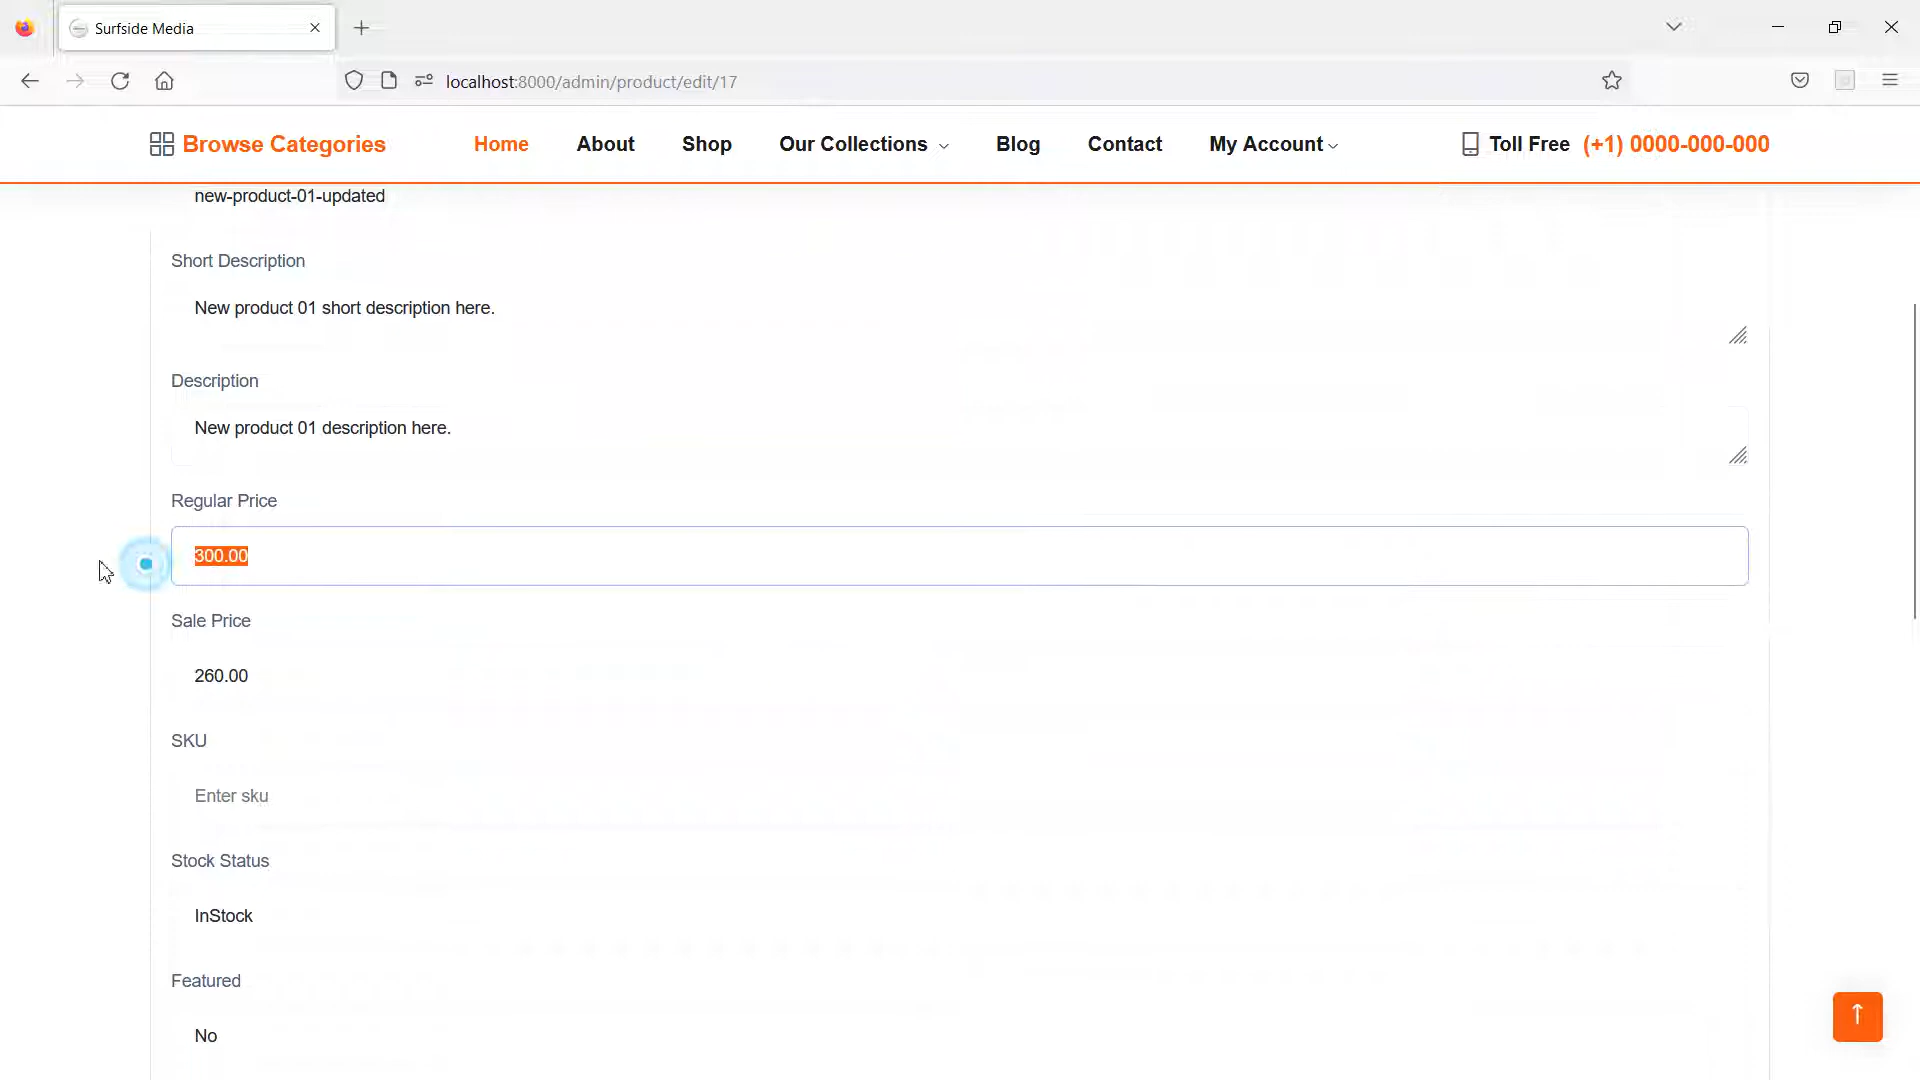 Surfside Media
localhost:8000/admin/product/edit/17
Browse Categories Home About Shop Our Collections Blog Contact My Account Toll Free (+1) 0000-000-000
new-product-01-updated
Short Description
New product 01 short description here.
Description
New product 01 description here.
Regular Price
300.00
Sale Price
260.00
SKU
Enter sku
Stock Status
InStock
Featured
No